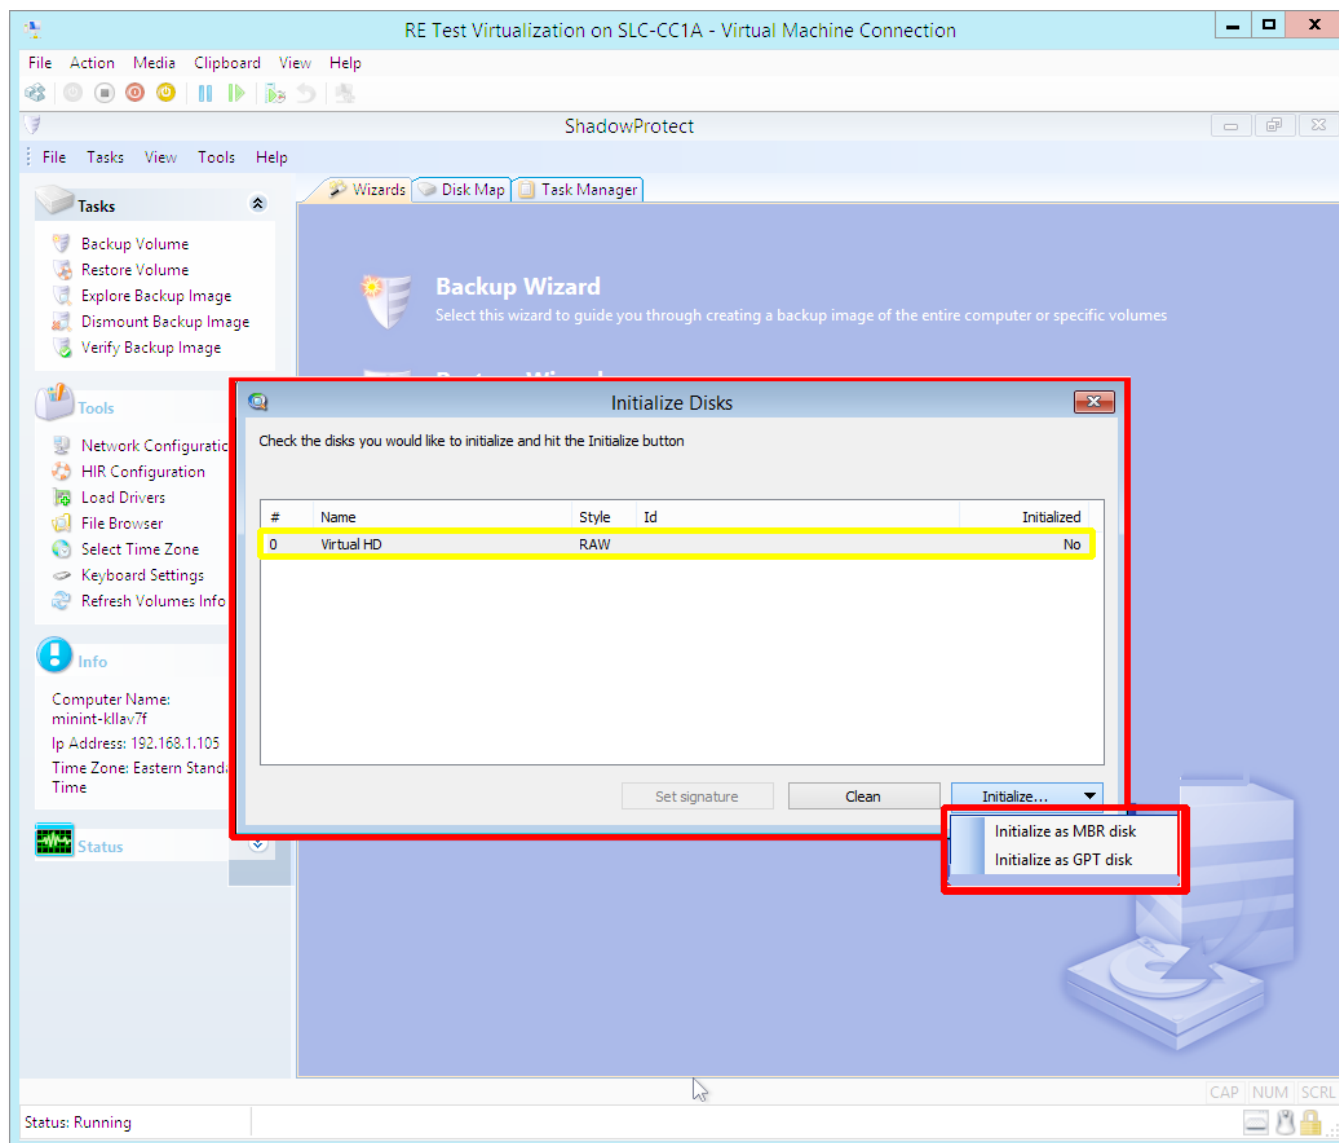 RE Test Virtualization on SLC-CC1A - Virtual Machine Connection
File Action Media Clipboard View Help
ShadowProtect
File Tasks View Tools Help
Wizards Disk Map Task Manager
Tasks
Backup Volume
Restore Volume
Explore Backup Image
Dismount Backup Image
Verify Backup Image
Backup Wizard
Select this wizard to guide you through creating a backup image of the entire computer or specific volumes
Tools
Network Configuratic
HIR Configuration
Load Drivers
File Browser
Select Time Zone
Keyboard Settings
Refresh Volumes Info
Initialize Disks
Check the disks you would like to initialize and hit the Initialize button
# Name Style Id Initialized
0 Virtual HD RAW No
Set signature Clean Initialize...
Initialize as MBR disk
Initialize as GPT disk
Info
Computer Name:
minint-kllav7f
Ip Address: 192.168.1.105
Time Zone: Eastern Standa
Time
Status
CAP NUM SCRL
Status: Running